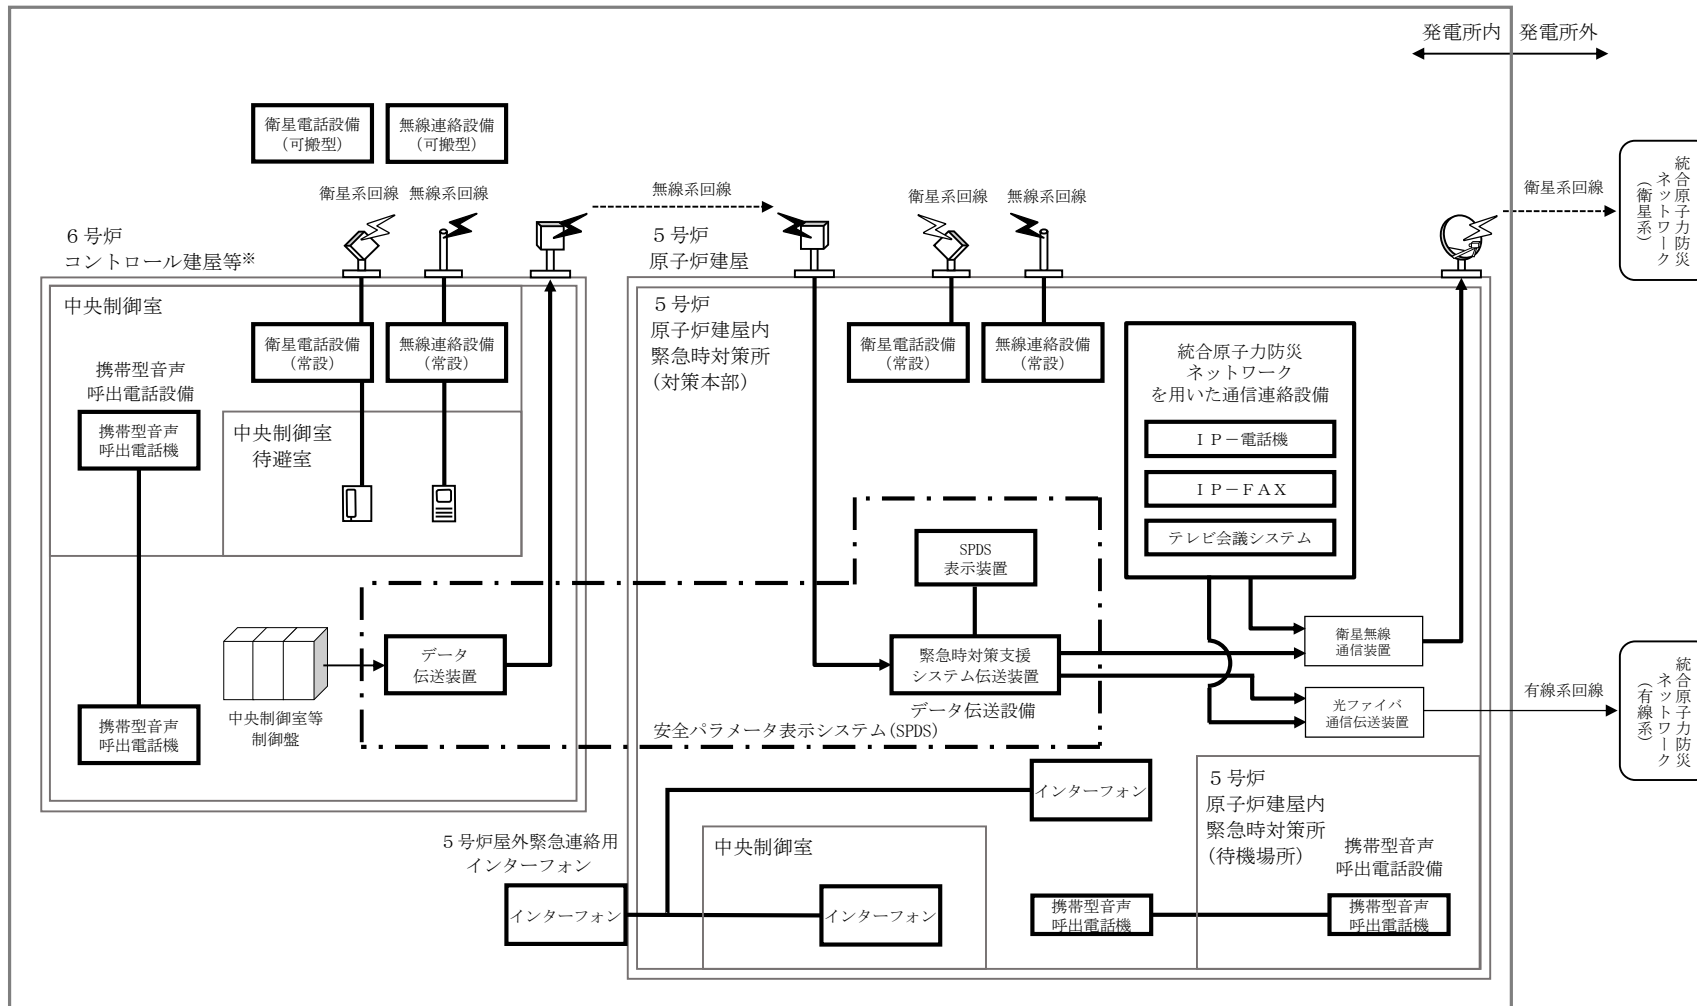 発電所内
発電所外
衛星電話設備
(可搬型)
無線連絡設備
(可搬型)
衛星系回線
無線系回線
無線系回線
衛星系回線
無線系回線
衛星系回線
統合原子力防災
ネットワーク
(衛星系)
6号炉
コントロール建屋等※
5号炉
原子炉建屋
中央制御室
衛星電話設備
(常設)
無線連絡設備
(常設)
携帯型音声
呼出電話設備
携帯型音声
呼出電話機
中央制御室
待避室
5号炉
原子炉建屋内
緊急時対策所
(対策本部)
衛星電話設備
(常設)
無線連絡設備
(常設)
統合原子力防災
ネットワーク
を用いた通信連絡設備
IP-電話機
IP-FAX
テレビ会議システム
SPDS
表示装置
中央制御室等
制御盤
データ
伝送装置
携帯型音声
呼出電話機
緊急時対策支援
システム伝送装置
データ伝送設備
安全パラメータ表示システム(SPDS)
衛星無線
通信装置
光ファイバ
通信伝送装置
有線系回線
統合原子力防災
ネットワーク
(有線系)
5号炉屋外緊急連絡用
インターフォン
インターフォン
インターフォン
中央制御室
インターフォン
5号炉
原子炉建屋内
緊急時対策所
(待機場所)
携帯型音声
呼出電話設備
携帯型音声
呼出電話機
携帯型音声
呼出電話機